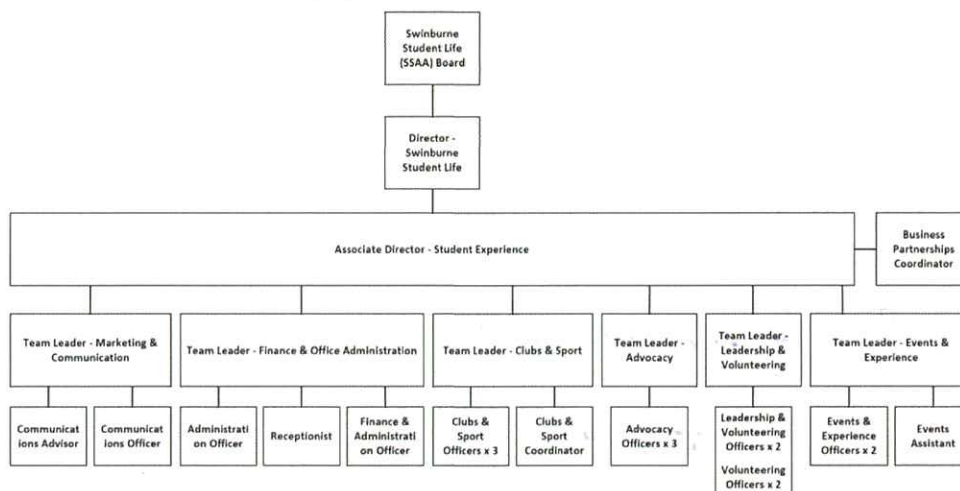 Swinburne
Student Life
(SSAA) Board
Director -
Swinburne
Student Life
Associate Director - Student Experience
Business
Partnerships
Coordinator
Team Leader - Marketing &
Communication
Team Leader - Finance & Office Administration
Team Leader - Clubs & Sport
Team Leader -
Advocacy
Team Leader -
Leadership &
Volunteering
Team Leader - Events &
Experience
Communicat
ions Advisor
Communicat
ions Officer
Administrati
on Officer
Receptionist
Finance &
Administrati
on Officer
Clubs &
Sport
Officers x 3
Clubs &
Sport
Coordinator
Advocacy
Officers x 3
Leadership &
Volunteering
Officers x 2
Volunteering
Officers x 2
Events &
Experience
Officers x 2
Events
Assistant